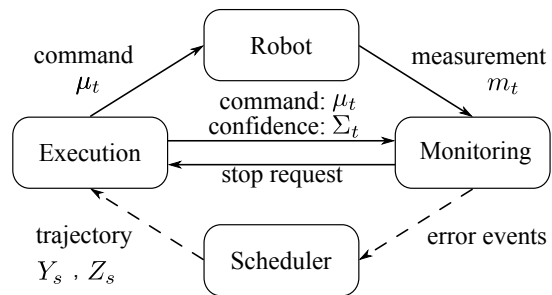 Robot
command
μ_t
measurement
m_t
command: μ_t
confidence: Σ_t
Execution
Monitoring
stop request
trajectory
Y_s , Z_s
Scheduler
error events